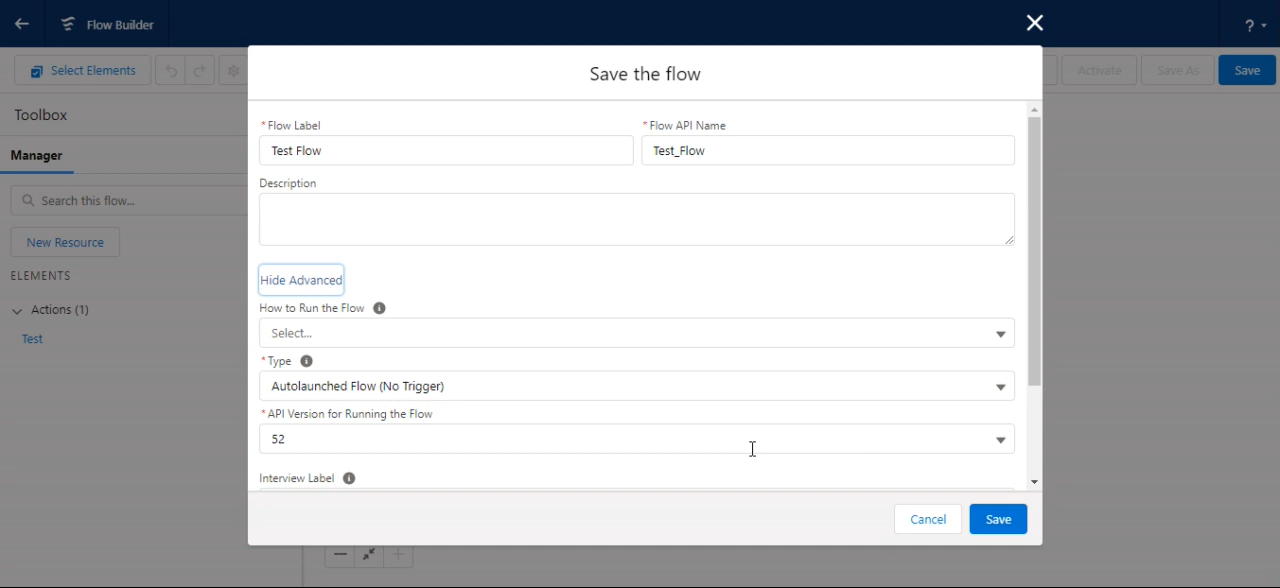 Flow Builder
?
Select Elements
Activate
Save As
Save
Toolbox
Manager
Search this flow...
New Resource
ELEMENTS
Actions (1)
Test
Save the flow
* Flow Label
* Flow API Name
Test Flow
Test_Flow
Description
Hide Advanced
How to Run the Flow
Select...
* Type
Autolaunched Flow (No Trigger)
* API Version for Running the Flow
52
Interview Label
Cancel
Save